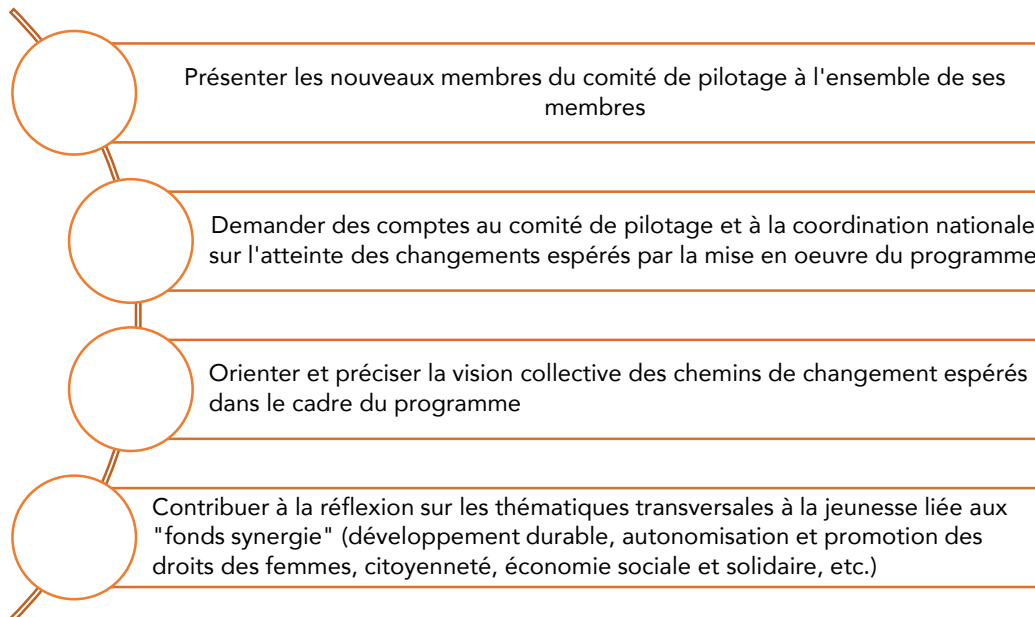 Présenter les nouveaux membres du comité de pilotage à l'ensemble de ses
membres
Demander des comptes au comité de pilotage et à la coordination nationale
sur l'atteinte des changements espérés par la mise en oeuvre du programme
Orienter et préciser la vision collective des chemins de changement espérés
dans le cadre du programme
Contribuer à la réflexion sur les thématiques transversales à la jeunesse liée aux
"fonds synergie" (développement durable, autonomisation et promotion des
droits des femmes, citoyenneté, économie sociale et solidaire, etc.)